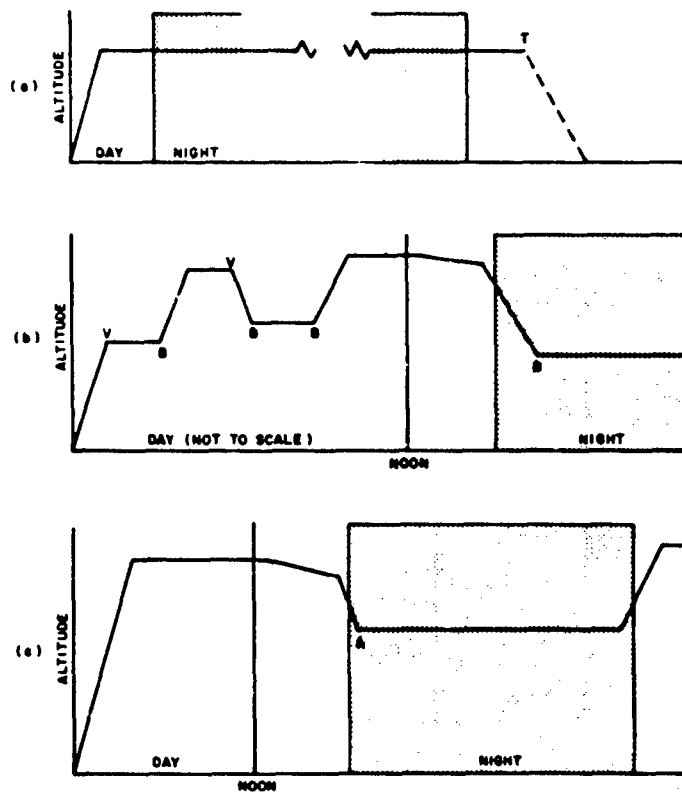 T
(a)
ALTITUDE
DAY
NIGHT
V
V
B
B
B
B
(b)
ALTITUDE
DAY (NOT TO SCALE)
NIGHT
NOON
(c)
ALTITUDE
DAY
NIGHT
NOON